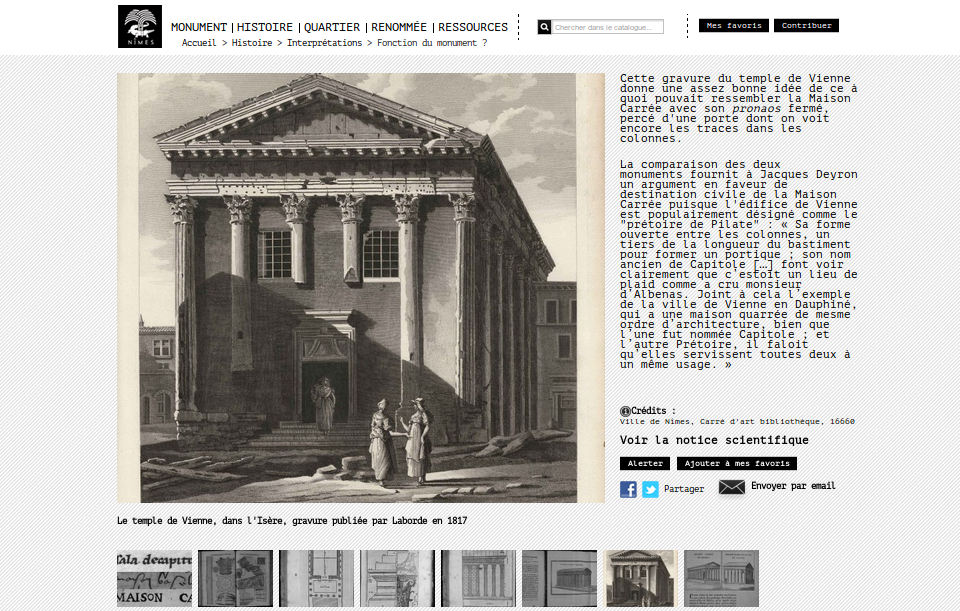 MONUMENT | HISTOIRE | QUARTIER | RENOMMÉE | RESSOURCES
Chercher dans le catalogue...
Mes favoris
Contribuer
NÎMES
Accueil > Histoire > Interprétations > Fonction du monument ?
Cette gravure du temple de Vienne
donne une assez bonne idée de ce à
quoi pouvait ressembler la Maison
Carrée avec son pronaos fermé,
percé d'une porte dont on voit
encore les traces dans les
colonnes.
La comparaison des deux
monuments fournit à Jacques Deyron
un argument en faveur de
destination civile de la Maison
Carrée puisque l'édifice de Vienne
est populairement désigné comme le
"prétoire de Pilate" : « Sa forme
ouverte entre les colonnes, un
tiers de la longueur du bastiment
pour former un portique ; son nom
ancien de Capitole […] font voir
clairement que c'estoit un lieu de
plaid comme a cru monsieur
d'Albenas. Joint à cela l'exemple
de la ville de Vienne en Dauphiné,
qui a une maison quarrée de mesme
ordre d'architecture, bien que
l'une fut nommée Capitole ; et
l'autre Prétoire, il faloit
qu'elles servissent toutes deux à
un même usage. »
Crédits :
Ville de Nîmes, Carré d'art bibliothèque, 16660
Voir la notice scientifique
Alerter
Ajouter à mes favoris
Partager
Envoyer par email
Le temple de Vienne, dans l'Isère, gravure publiée par Laborde en 1817
MAISON CA